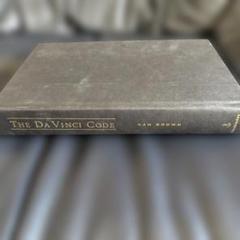 THE DA VINCI CODE
DAN BROWN